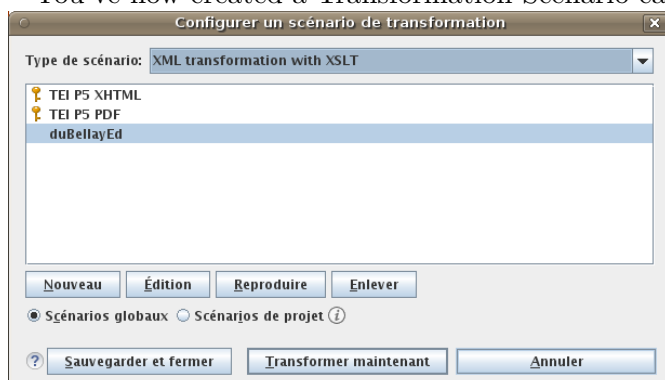 You've now created a Transformation Scenario ca
Configurer un scénario de transformation
Type de scénario: XML transformation with XSLT
TEI P5 XHTML
TEI P5 PDF
duBellayEd
Nouveau Édition Reproduire Enlever
Scénarios globaux Scénarios de projet i
? Sauvegarder et fermer Transformer maintenant Annuler